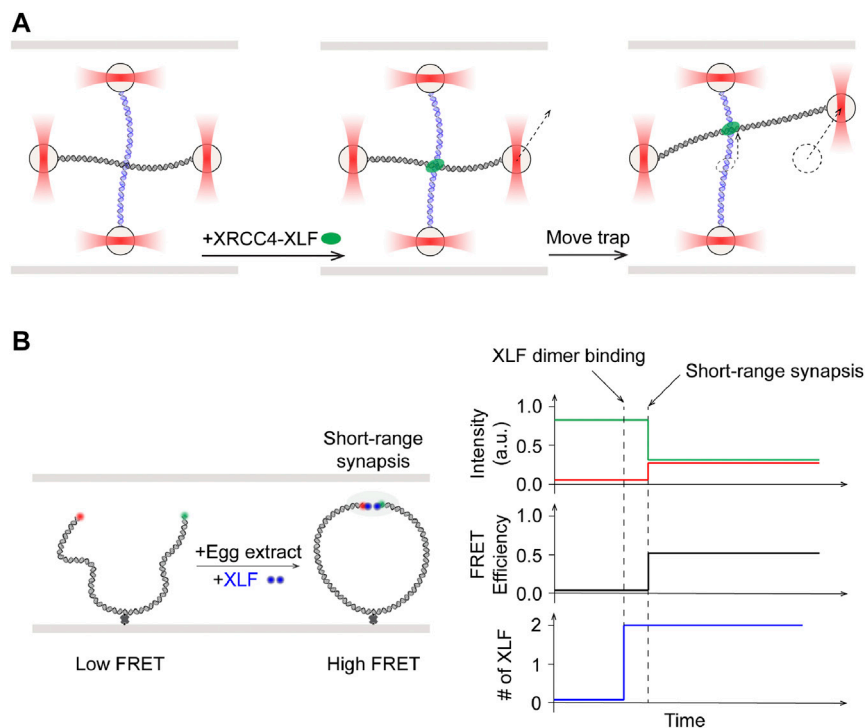 A
+XRCC4-XLF
Move trap
B
XLF dimer binding
Short-range synapsis
Short-range
synapsis
+Egg extract
+XLF
Low FRET
High FRET
Intensity
(a.u.)
1.0
0.5
0.0
FRET
Efficiency
1.0
0.5
0.0
# of XLF
2
1
0
Time